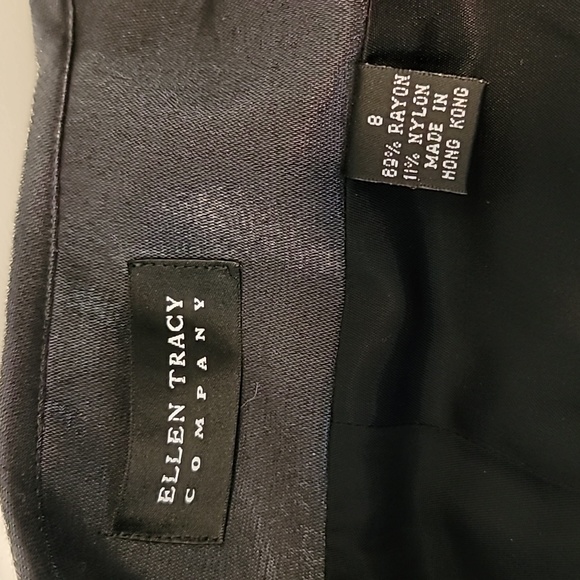 8
89% RAYON
11% NYLON
MADE IN
HONG KONG
ELLEN TRACY
COMPANY